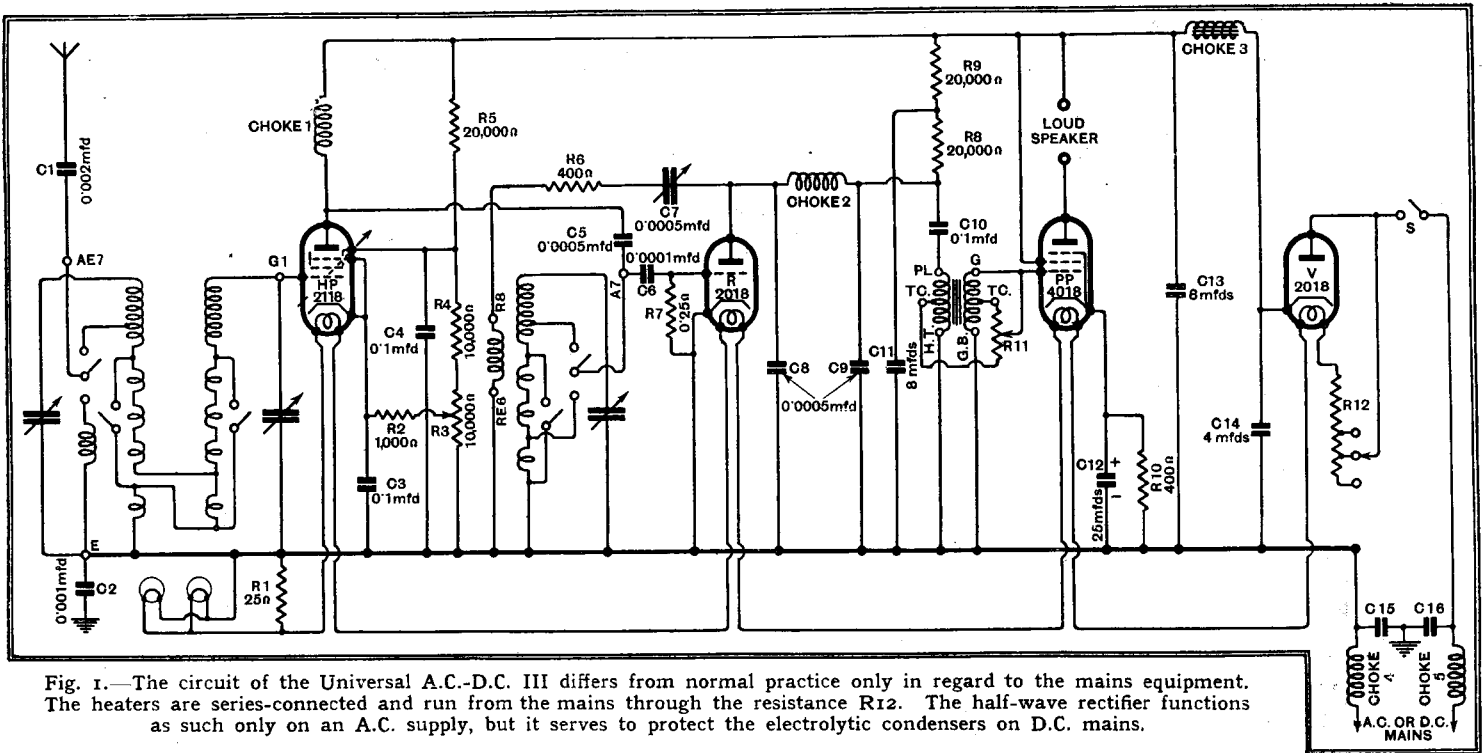 CHOKE 3
R9
20,000Ω
R5
20,000Ω
CHOKE 1
LOUD
SPEAKER
R8
20,000Ω
C1
0·002mfd
R6
400Ω
C7
0·0005mfd
CHOKE 2
C10
0·1mfd
S
AE7
G1
C5
0·0005mfd
0·0001mfd
C6
A7
HP
2118
R
2018
PL.
G
T.C.
T.C.
H.T.
G.B.
R11
PP
4018
C13
8mfds
V
2018
R4
10,000Ω
R8
R7
0·25Ω
C4
0·1mfd
C8
C9
0·0005mfd
C11
8 mfds
R12
R2
1,000Ω
R3
10,000Ω
RE6
C14
4 mfds
C3
0·1mfd
C12
+
−
25mfds
R10
400Ω
E
0·001mfd
C2
R1
25Ω
C15
C16
CHOKE
4
CHOKE
5
A.C. OR D.C.
MAINS
Fig. 1.—The circuit of the Universal A.C.-D.C. III differs from normal practice only in regard to the mains equipment.
The heaters are series-connected and run from the mains through the resistance R12. The half-wave rectifier functions
as such only on an A.C. supply, but it serves to protect the electrolytic condensers on D.C. mains.